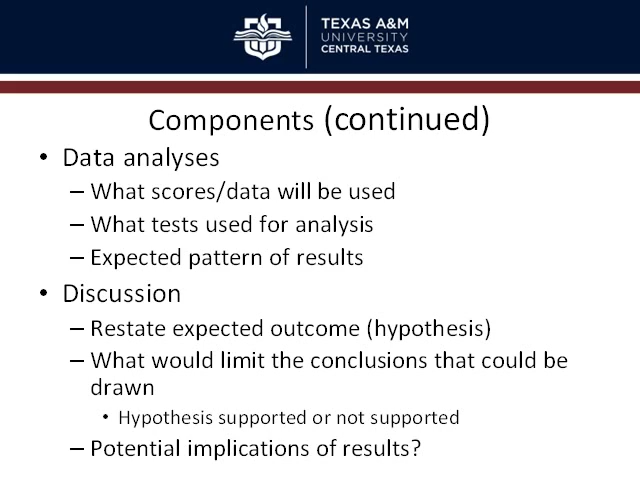 TEXAS A&M
UNIVERSITY
CENTRAL TEXAS
Components (continued)
• Data analyses
– What scores/data will be used
– What tests used for analysis
– Expected pattern of results
• Discussion
– Restate expected outcome (hypothesis)
– What would limit the conclusions that could be
drawn
• Hypothesis supported or not supported
– Potential implications of results?